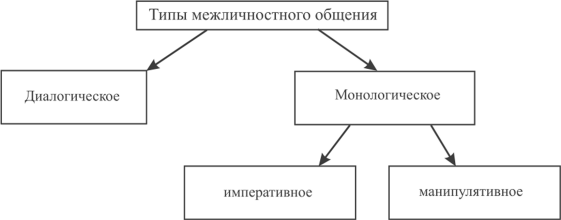 Типы межличностного общения
Диалогическое
Монологическое
императивное
манипулятивное